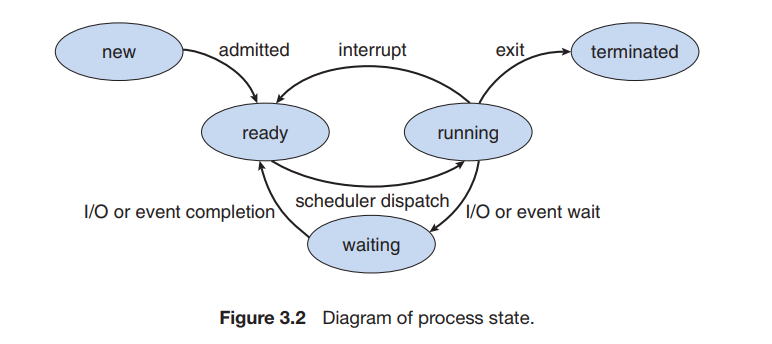 new
admitted
interrupt
exit
terminated
ready
running
scheduler dispatch
I/O or event completion
I/O or event wait
waiting
Figure 3.2 Diagram of process state.